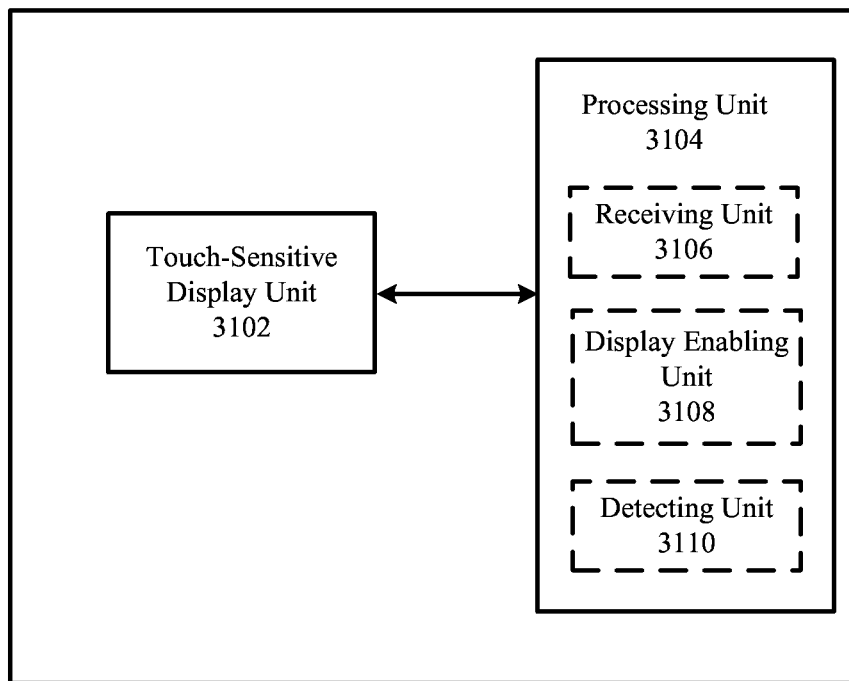 Touch-Sensitive
Display Unit
3102
Processing Unit
3104
Receiving Unit
3106
Display Enabling
Unit
3108
Detecting Unit
3110